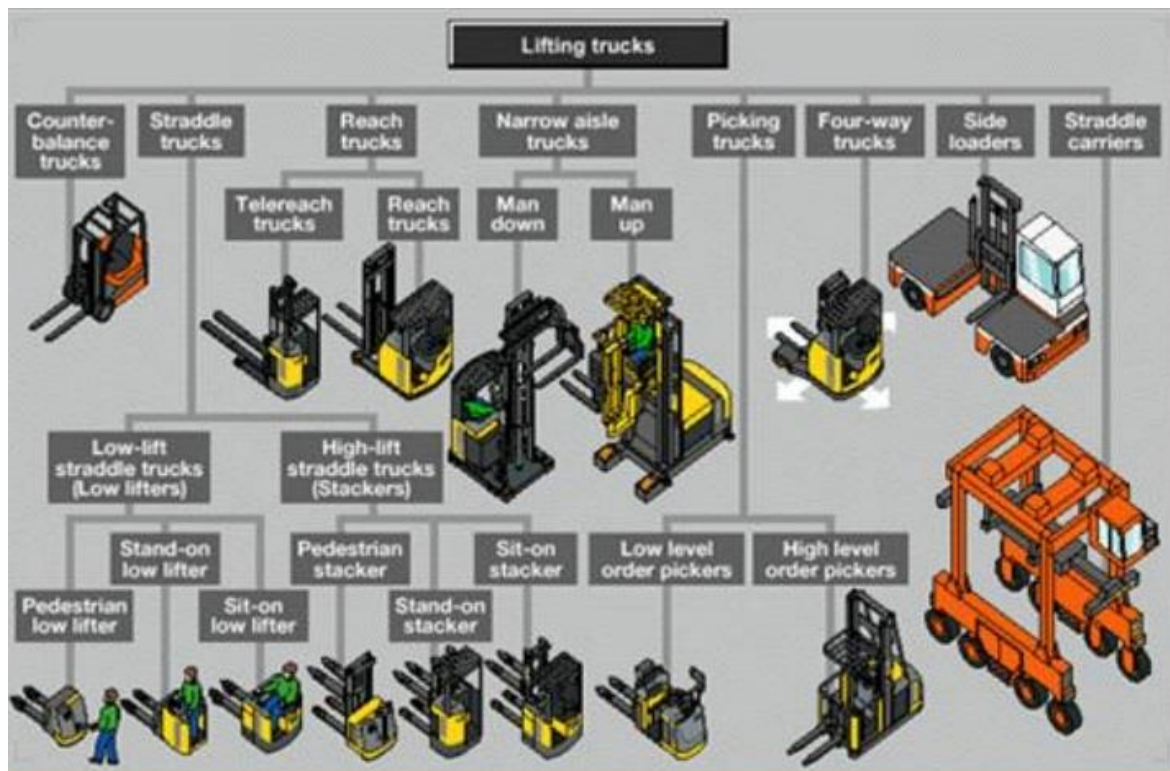 Lifting trucks
Counter-
balance
trucks
Straddle
trucks
Reach
trucks
Narrow aisle
trucks
Picking
trucks
Four-way
trucks
Side
loaders
Straddle
carriers
Telereach
trucks
Reach
trucks
Man
down
Man
up
Low-lift
straddle trucks
(Low lifters)
High-lift
straddle trucks
(Stackers)
Stand-on
low lifter
Pedestrian
stacker
Sit-on
stacker
Low level
order pickers
High level
order pickers
Pedestrian
low lifter
Sit-on
low lifter
Stand-on
stacker